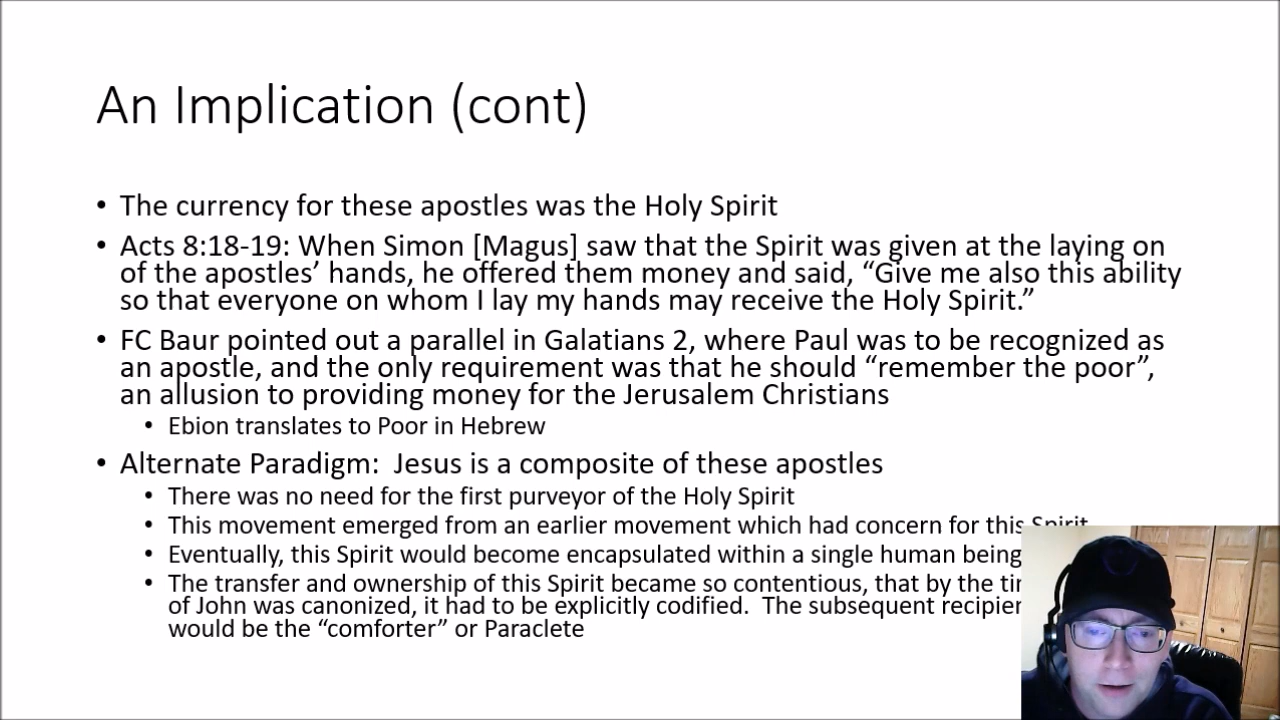 An Implication (cont)
• The currency for these apostles was the Holy Spirit
• Acts 8:18-19: When Simon [Magus] saw that the Spirit was given at the laying on
of the apostles’ hands, he offered them money and said, “Give me also this ability
so that everyone on whom I lay my hands may receive the Holy Spirit.”
• FC Baur pointed out a parallel in Galatians 2, where Paul was to be recognized as
an apostle, and the only requirement was that he should “remember the poor”,
an allusion to providing money for the Jerusalem Christians
• Ebion translates to Poor in Hebrew
• Alternate Paradigm: Jesus is a composite of these apostles
• There was no need for the first purveyor of the Holy Spirit
• This movement emerged from an earlier movement which had concern for this Spirit
• Eventually, this Spirit would become encapsulated within a single human being
• The transfer and ownership of this Spirit became so contentious, that by the
of John was canonized, it had to be explicitly codified. The subsequent
would be the “comforter” or Paraclete